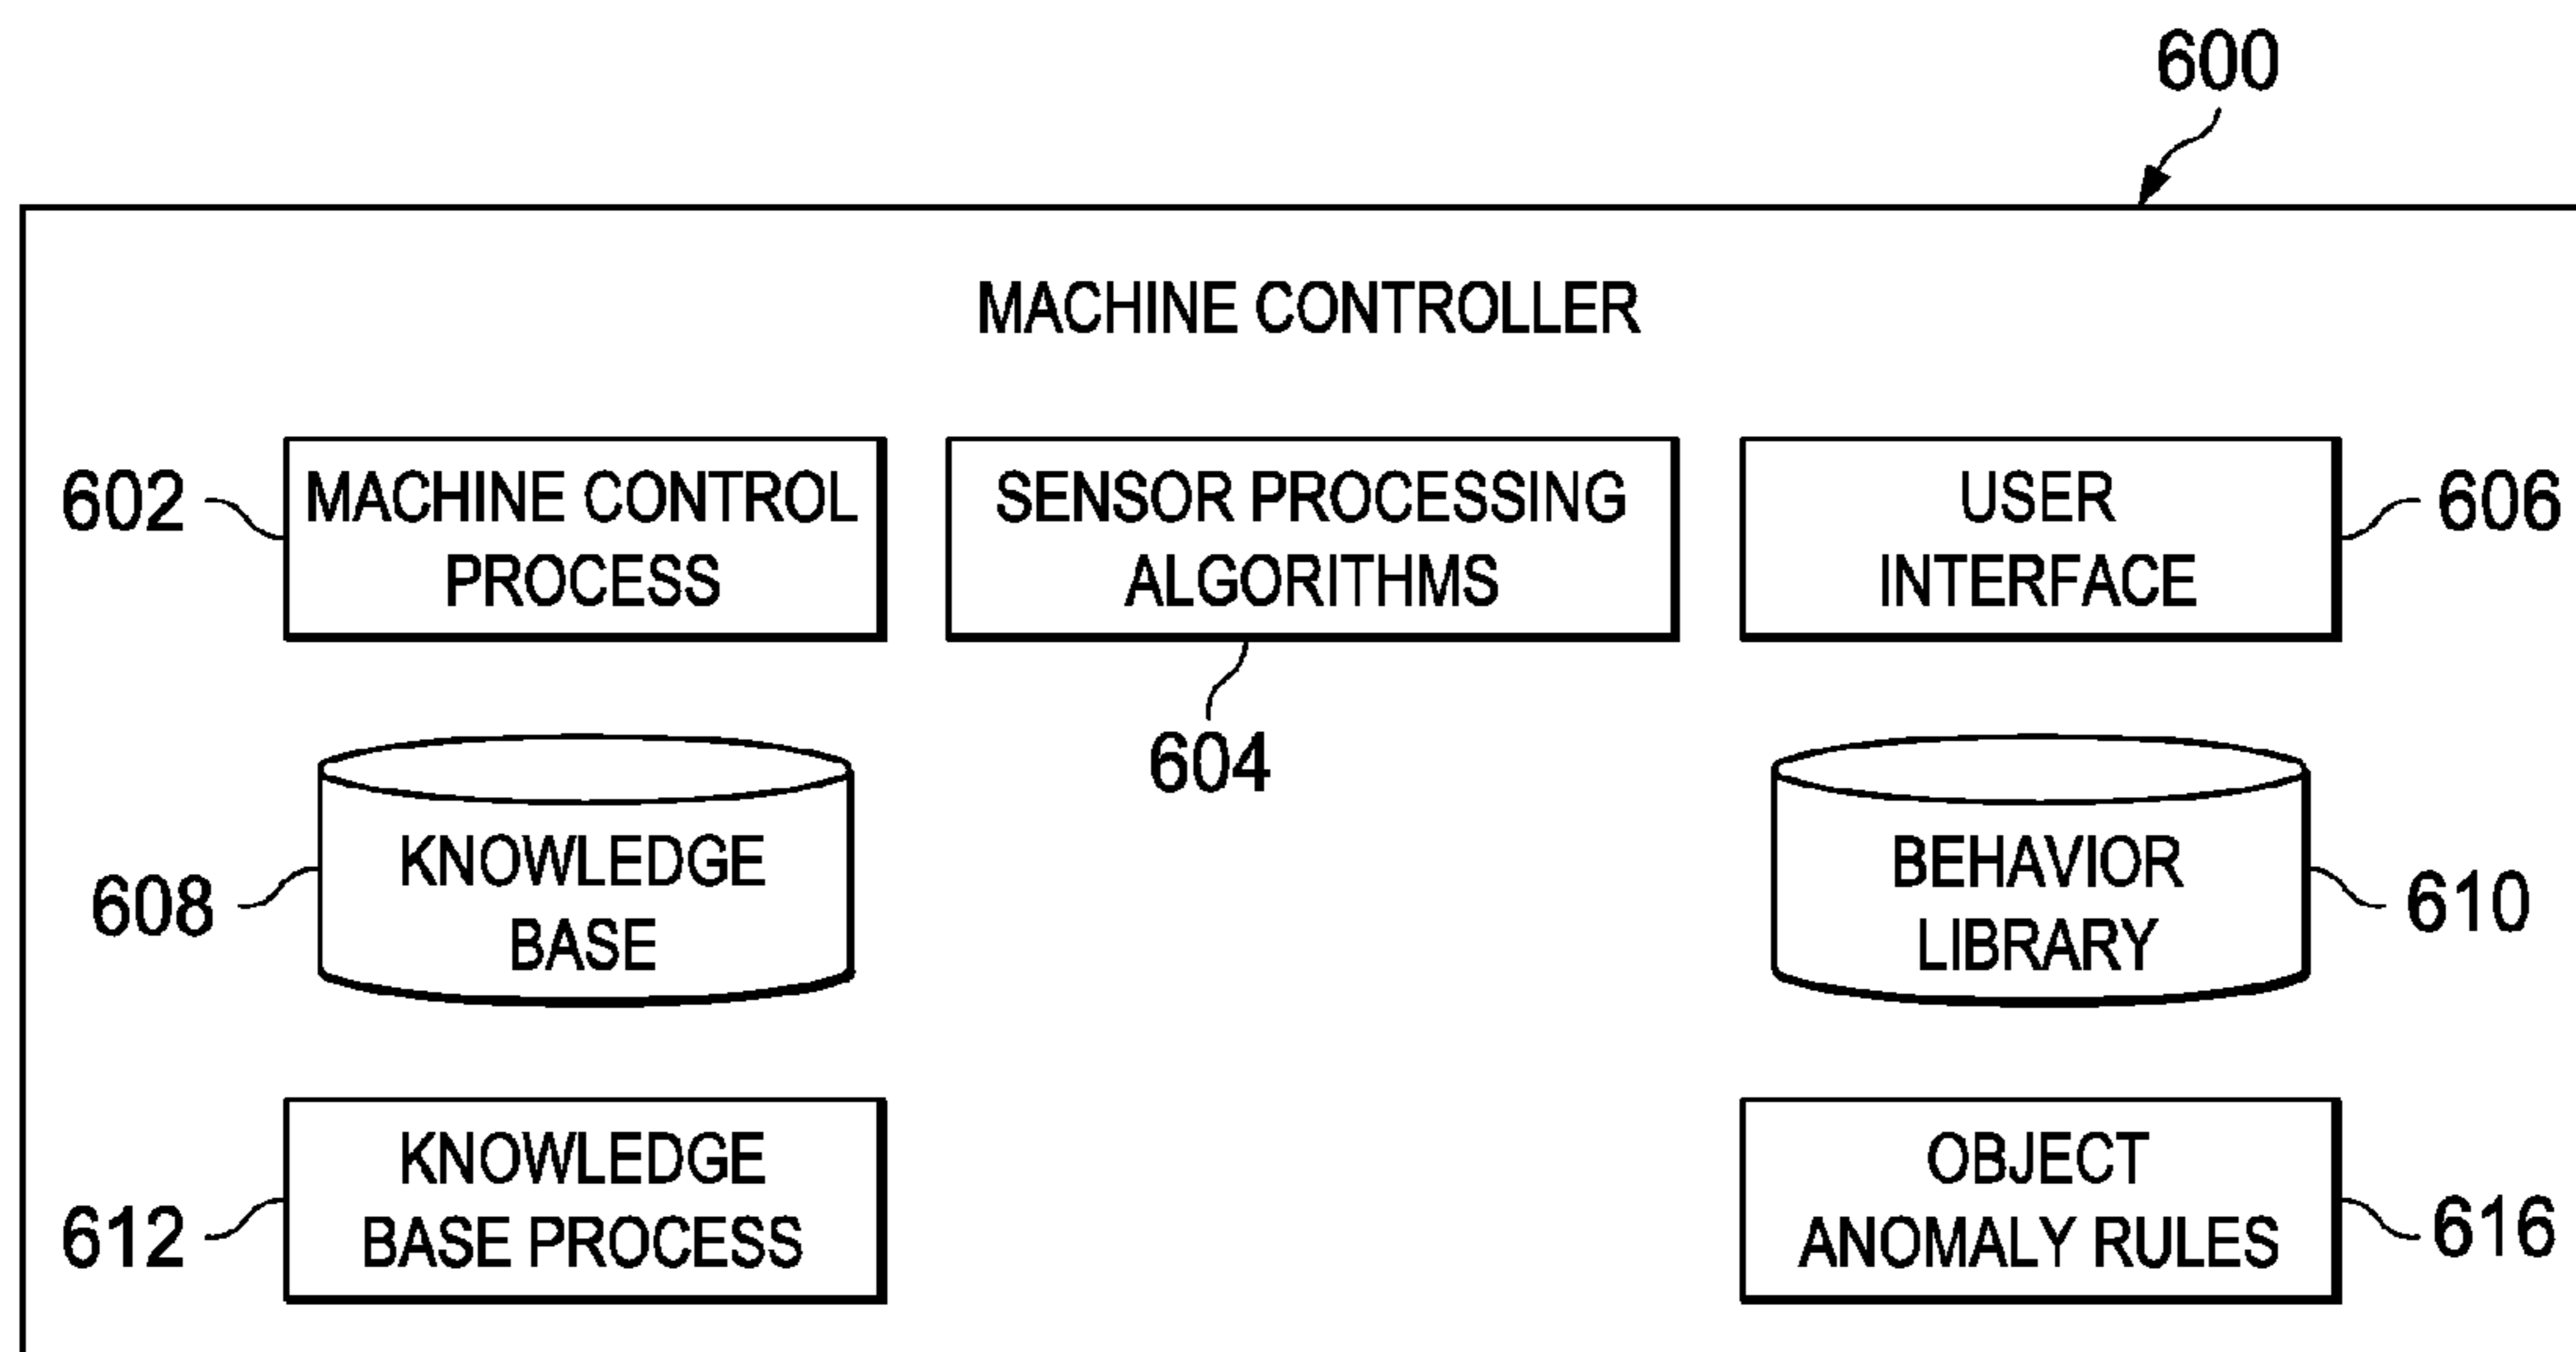 600
MACHINE CONTROLLER
602
MACHINE CONTROL
PROCESS
SENSOR PROCESSING
ALGORITHMS
604
USER
INTERFACE
606
608
KNOWLEDGE
BASE
BEHAVIOR
LIBRARY
610
612
KNOWLEDGE
BASE PROCESS
OBJECT
ANOMALY RULES
616